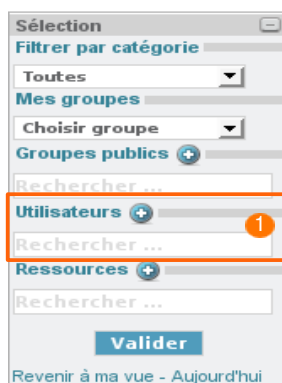 Sélection
Filtrer par catégorie
Toutes
Mes groupes
Choisir groupe
Groupes publics
Rechercher ...
Utilisateurs
1
Rechercher ...
Ressources
Rechercher ...
Valider
Revenir à ma vue - Aujourd'hui